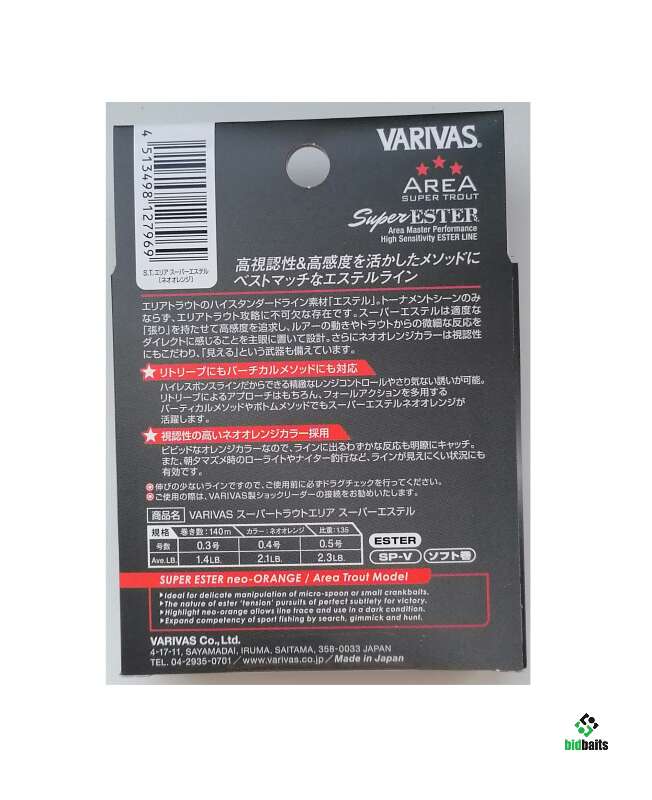 4 513498 127969
S.T.エリア スーパーエステル
[ネオオレンジ]
VARIVAS®
AREA
SUPER TROUT
Super ESTER
Area Master Performance
High Sensitivity ESTER LINE
高視認性&高感度を活かしたメソッドに
ベストマッチなエステルライン
エリアトラウトのハイスタンダードライン素材「エステル」。トーナメントシーンのみ
ならず、エリアトラウト攻略に不可欠な存在です。スーパーエステルは適度な
「張り」を持たせて高感度を追求し、ルアーの動きやトラウトからの微細な反応を
ダイレクトに感じることを主眼に置いて設計。さらにネオオレンジカラーは視認性
にもこだわり、「見える」という武器も備えています。
★ リトリーブにもバーチカルメソッドにも対応
ハイレスポンスラインだからできる精緻なレンジコントロールやさり気ない誘いが可能。
リトリーブによるアプローチはもちろん、フォールアクションを多用する
バーティカルメソッドやボトムメソッドでもスーパーエステルネオオレンジが
活躍します。
★ 視認性の高いネオオレンジカラー採用
ビビッドなオレンジカラーなので、ラインに出るわずかな反応も明瞭にキャッチ。
また、朝夕マズメ時のローライトやナイター釣行など、ラインが見えにくい状況にも
有効です。
●伸びの少ないラインですので、ご使用前に必ずドラグチェックを行ってください。
●ご使用の際は、VARIVAS製ショックリーダーの接続をお勧めいたします。
商品名 VARIVAS スーパートラウトエリア スーパーエステル
規格 巻き数:140m カラー:ネオオレンジ 比重:1.35
号数 0.3号 0.4号 0.5号
Ave.LB. 1.4LB. 2.1LB. 2.3LB.
ESTER
SP-V ソフト巻
SUPER ESTER neo-ORANGE / Area Trout Model
▶Ideal for delicate manipulation of micro-spoon or small crankbaits.
▶The nature of ester 'tension' pursuits of perfect subtlety for victory.
▶Highlight neo-orange allows line trace and use in a dark condition.
▶Expand competency of sport fishing by search, gimmick and hunt.
VARIVAS Co., Ltd.
4-17-11, SAYAMADAI, IRUMA, SAITAMA, 358-0033 JAPAN
TEL. 04-2935-0701 / www.varivas.co.jp / Made in Japan
bidbaits